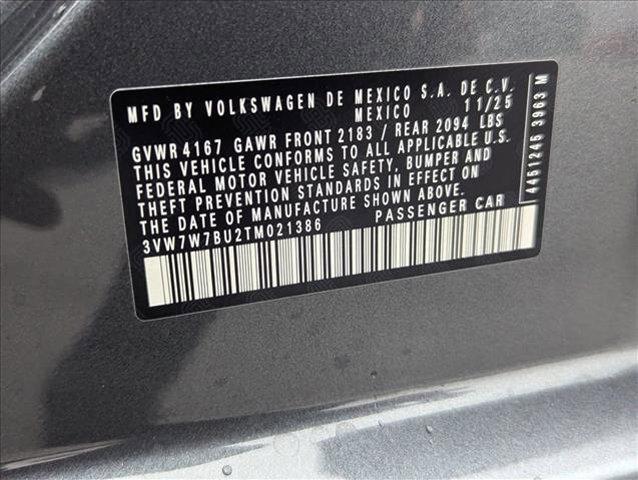 MFD BY VOLKSWAGEN DE MEXICO S.A. DE C.V.
MEXICO 11/25
GVWR 4167 GAWR FRONT 2183 / REAR 2094 LBS
THIS VEHICLE CONFORMS TO ALL APPLICABLE U.S.
FEDERAL MOTOR VEHICLE SAFETY, BUMPER AND
THEFT PREVENTION STANDARDS IN EFFECT ON
THE DATE OF MANUFACTURE SHOWN ABOVE.
3VW7W7BU2TM021386 PASSENGER CAR
4451245 3963 M